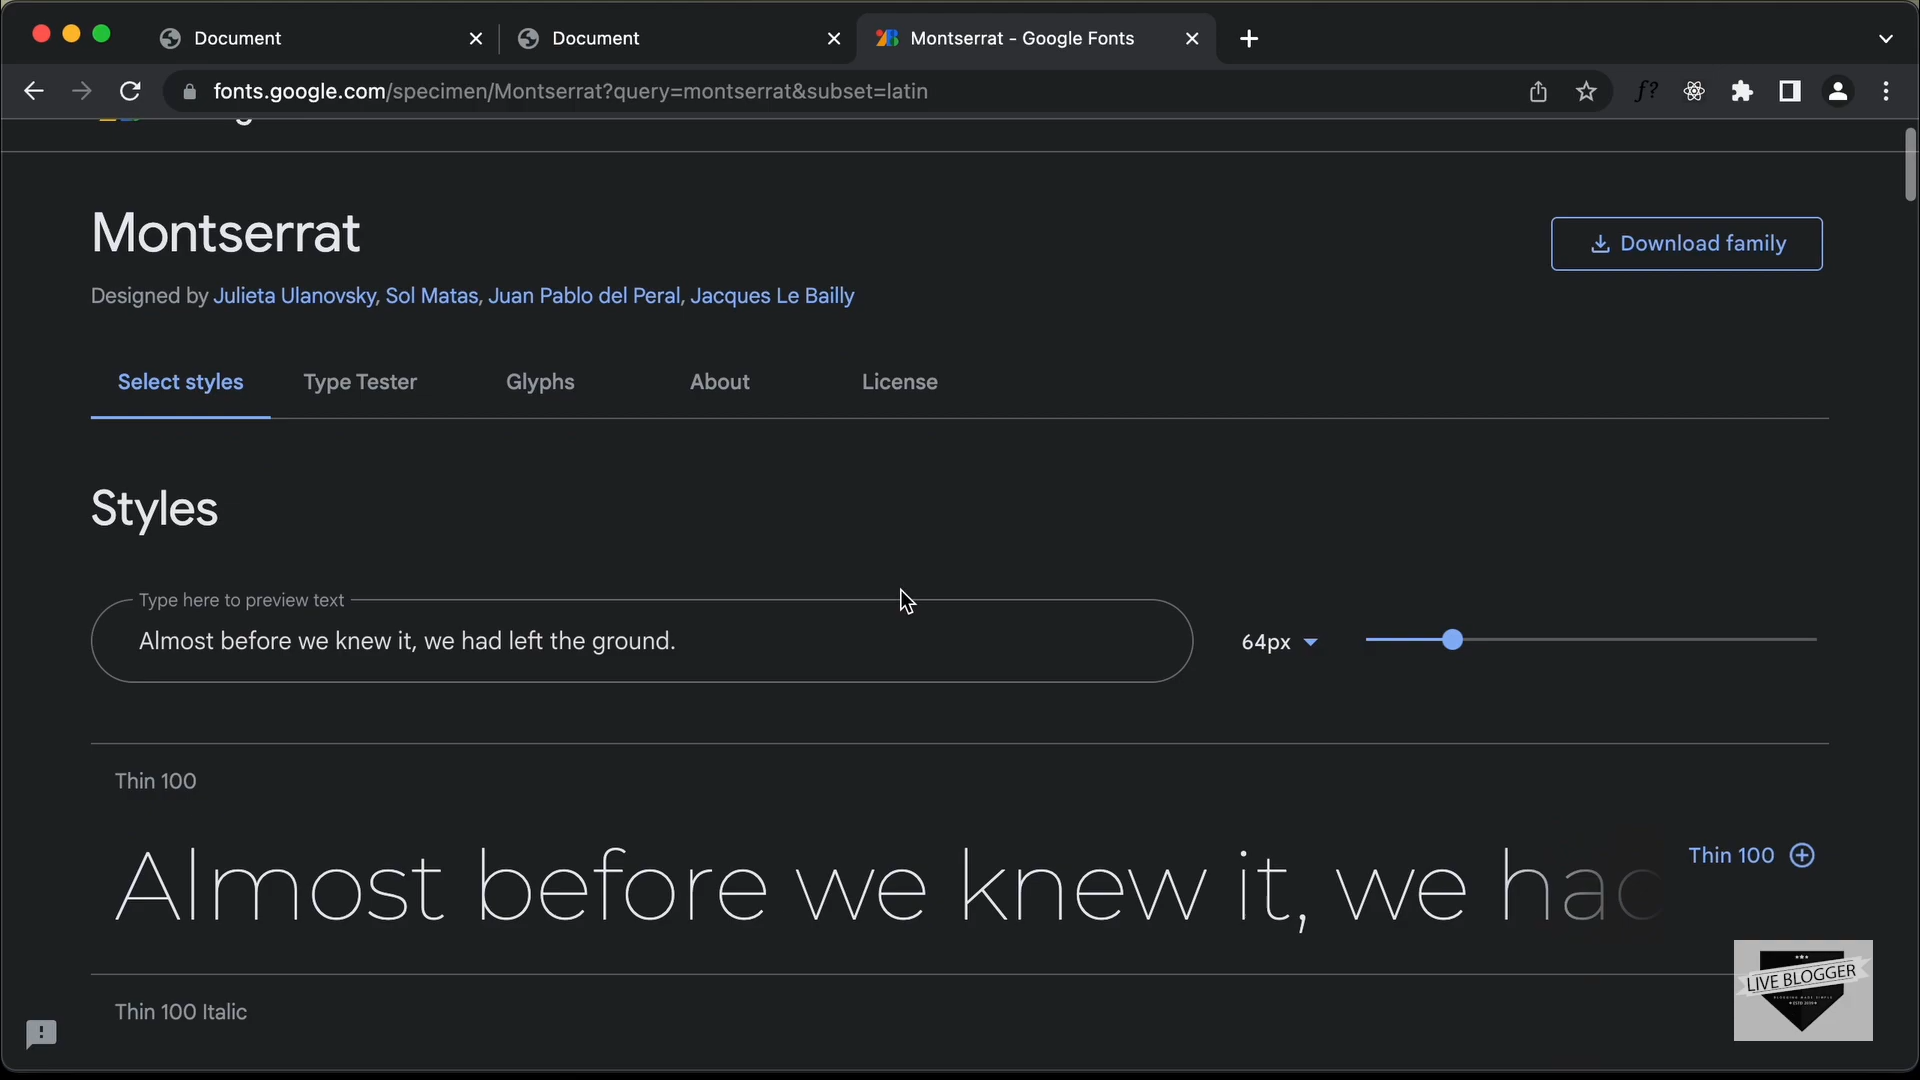 Document
Document
Montserrat - Google Fonts
fonts.google.com/specimen/Montserrat?query=montserrat&subset=latin
f?
Montserrat
Download family
Designed by Julieta Ulanovsky, Sol Matas, Juan Pablo del Peral, Jacques Le Bailly
Select styles
Type Tester
Glyphs
About
License
Styles
Type here to preview text
Almost before we knew it, we had left the ground.
64px
Thin 100
Almost before we knew it, we had
Thin 100
Thin 100 Italic
LIVE BLOGGER